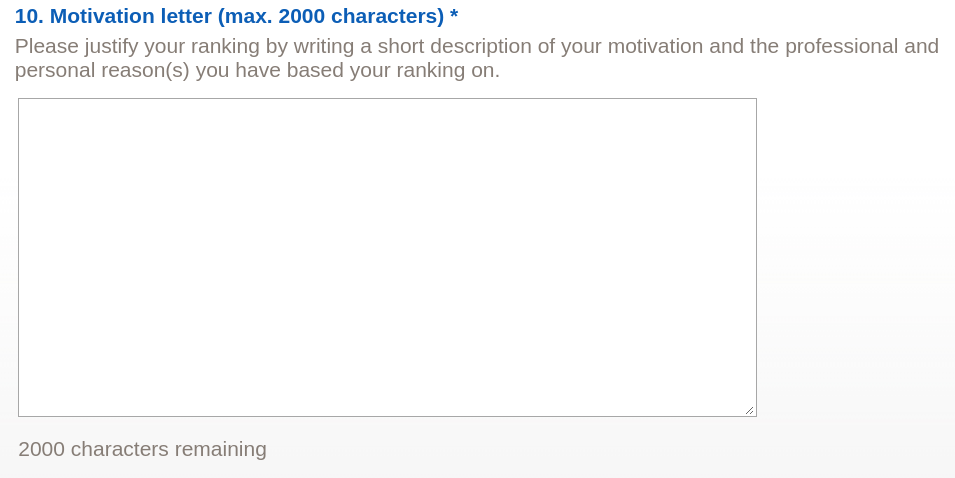 10. Motivation letter (max. 2000 characters) *
Please justify your ranking by writing a short description of your motivation and the professional and
personal reason(s) you have based your ranking on.
2000 characters remaining